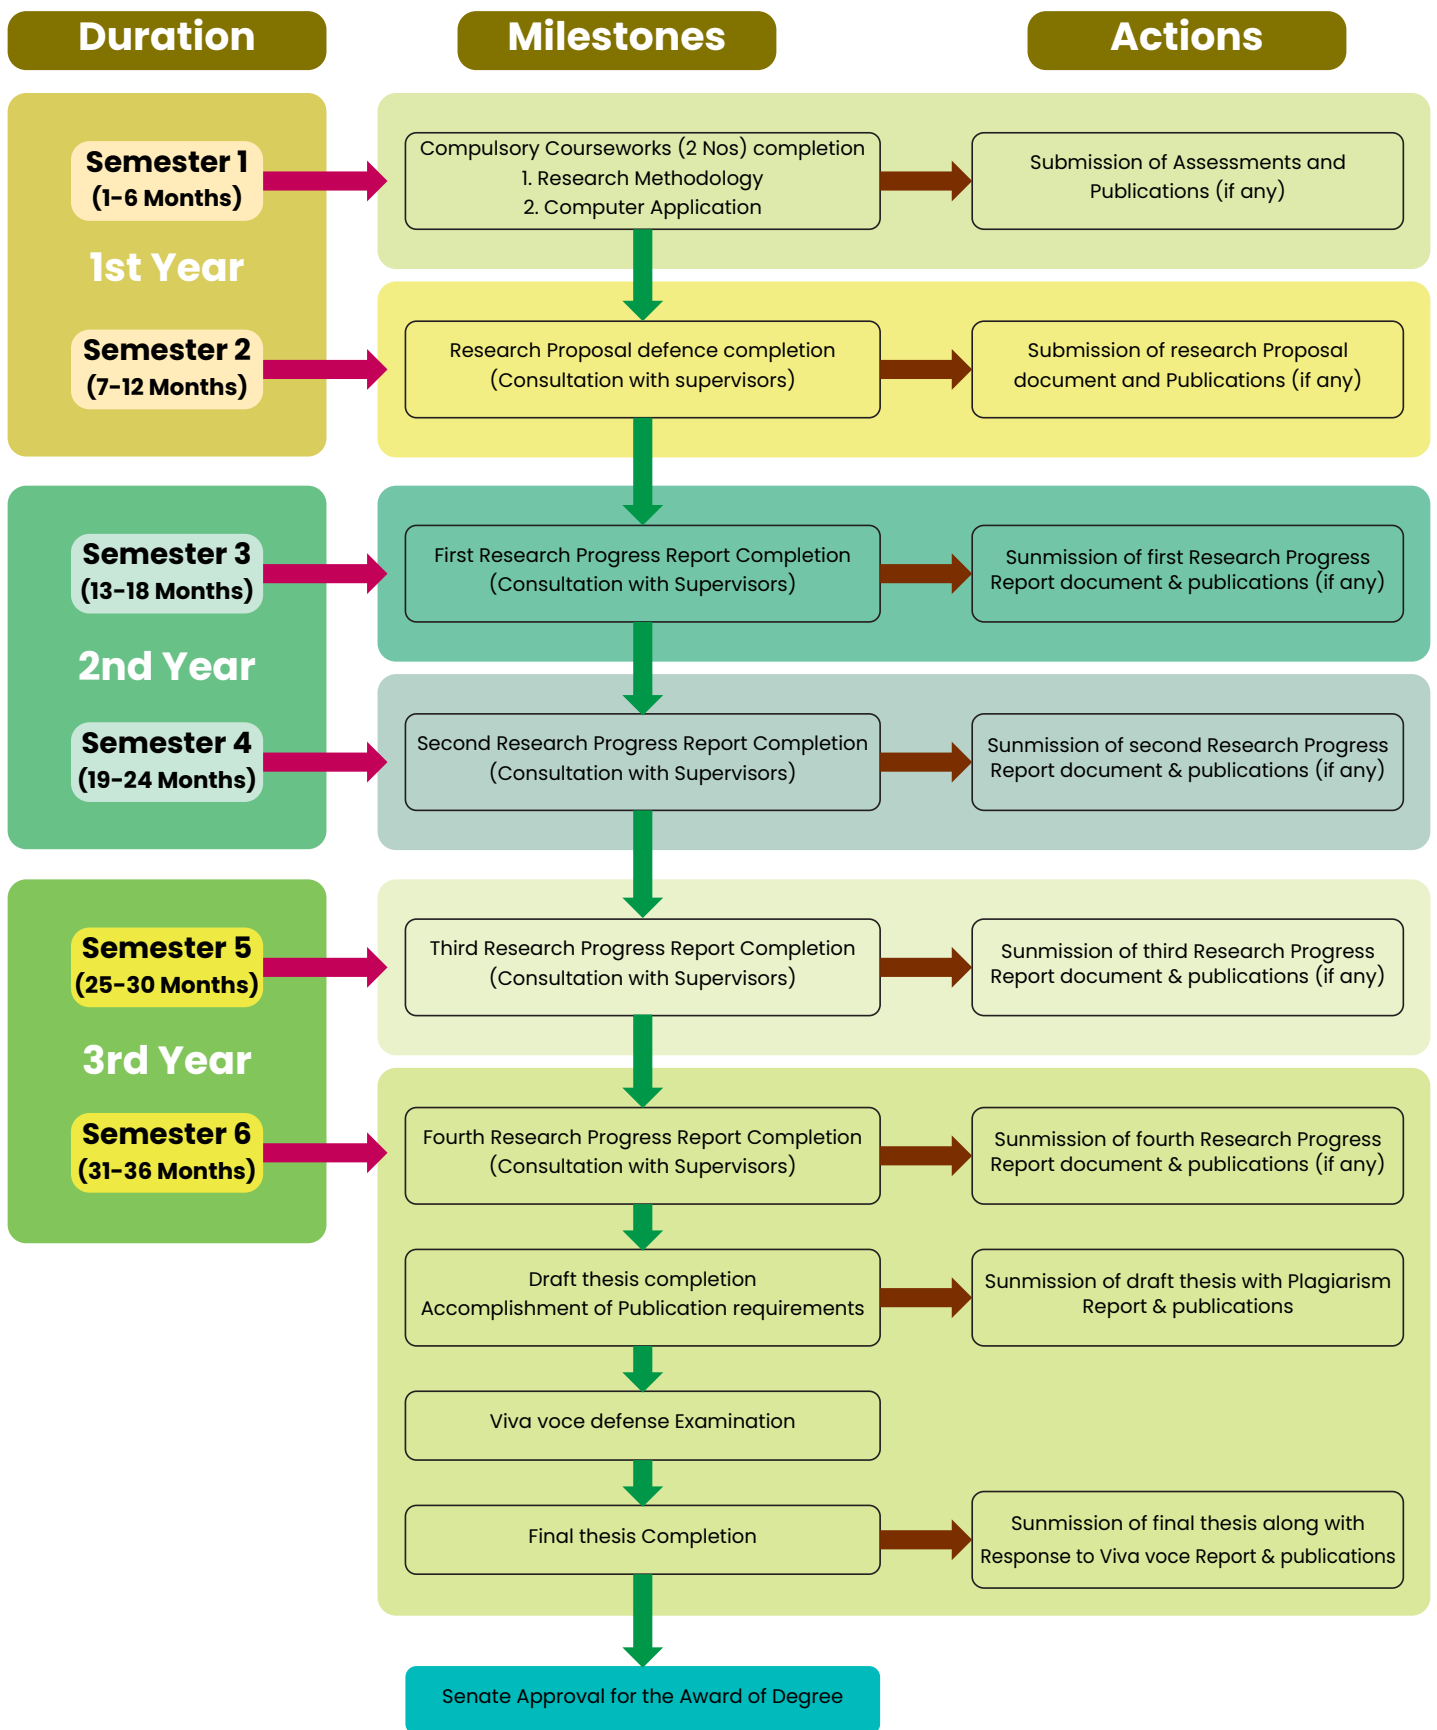 Duration
Milestones
Actions
Semester 1
(1-6 Months)
1st Year
Compulsory Courseworks (2 Nos) completion
1. Research Methodology
2. Computer Application
Submission of Assessments and
Publications (if any)
Semester 2
(7-12 Months)
Research Proposal defence completion
(Consultation with supervisors)
Submission of research Proposal
document and Publications (if any)
Semester 3
(13-18 Months)
2nd Year
First Research Progress Report Completion
(Consultation with Supervisors)
Sunmission of first Research Progress
Report document & publications (if any)
Semester 4
(19-24 Months)
Second Research Progress Report Completion
(Consultation with Supervisors)
Sunmission of second Research Progress
Report document & publications (if any)
Semester 5
(25-30 Months)
3rd Year
Third Research Progress Report Completion
(Consultation with Supervisors)
Sunmission of third Research Progress
Report document & publications (if any)
Semester 6
(31-36 Months)
Fourth Research Progress Report Completion
(Consultation with Supervisors)
Sunmission of fourth Research Progress
Report document & publications (if any)
Draft thesis completion
Accomplishment of Publication requirements
Sunmission of draft thesis with Plagiarism
Report & publications
Viva voce defense Examination
Final thesis Completion
Sunmission of final thesis along with
Response to Viva voce Report & publications
Senate Approval for the Award of Degree